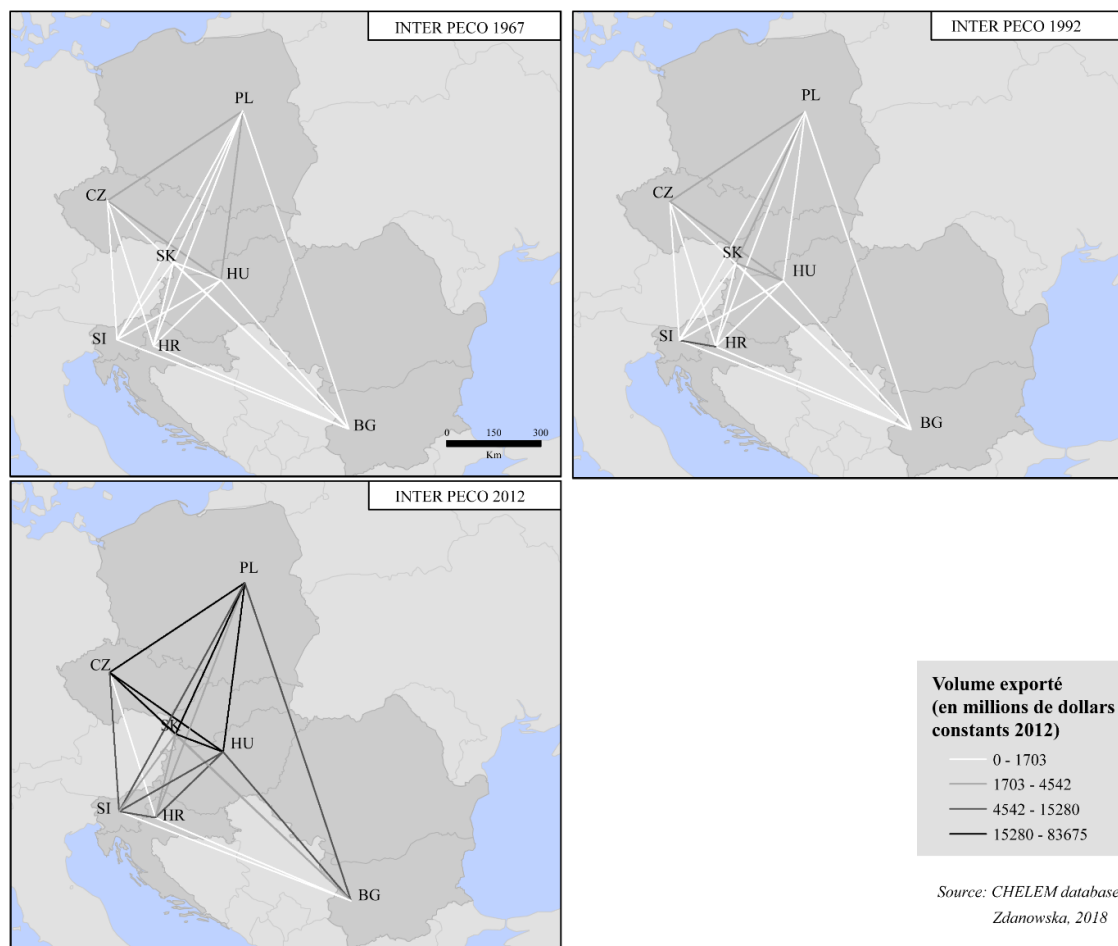 INTER PECO 1967
PL
CZ
SK
HU
SI
HR
BG
0 150 300
Km
INTER PECO 1992
PL
CZ
SK
HU
SI
HR
BG
INTER PECO 2012
PL
CZ
SK
HU
SI
HR
BG
Volume exporté
(en millions de dollars
constants 2012)
0 - 1703
1703 - 4542
4542 - 15280
15280 - 83675
Source: CHELEM database
Zdanowska, 2018